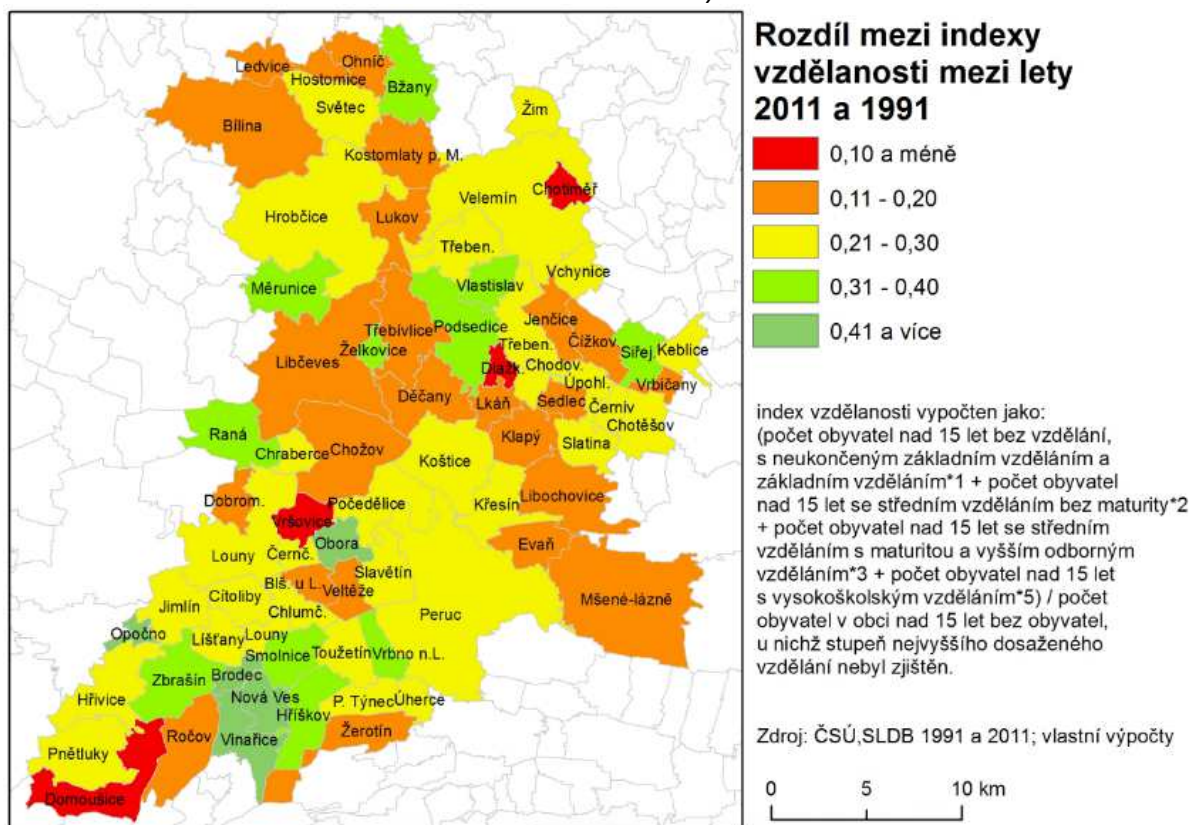 Rozdíl mezi indexy
vzdělanosti mezi lety
2011 a 1991
0,10 a méně
0,11 - 0,20
0,21 - 0,30
0,31 - 0,40
0,41 a více
index vzdělanosti vypočten jako:
(počet obyvatel nad 15 let bez vzdělání,
s neukončeným základním vzděláním a
základním vzděláním*1 + počet obyvatel
nad 15 let se středním vzděláním bez maturity*2
+ počet obyvatel nad 15 let se středním
vzděláním s maturitou a vyšším odborným
vzděláním*3 + počet obyvatel nad 15 let
s vysokoškolským vzděláním*5) / počet
obyvatel v obci nad 15 let bez obyvatel,
u nichž stupeň nejvyššího dosaženého
vzdělání nebyl zjištěn.
Zdroj: ČSÚ,SLDB 1991 a 2011; vlastní výpočty
0 5 10 km
Ledvice
Ohníč
Hostomice
Bžany
Světec
Žim
Bílina
Kostomlaty p. M.
Velemín
Chotiměř
Hrobčice
Lukov
Třeben.
Vchynice
Měrunice
Vlastislav
Třebívlice
Podsedice
Jenčice
Libčeves
Želkovice
Třeben.
Čížkov
Siřej.
Keblice
Dlažk.
Chodov.
Vrbičany
Děčany
Úpohl.
Lkáň
Sedlec
Černiv
Chotěšov
Raná
Chraberce
Chožov
Klapý
Slatina
Koštice
Dobrom.
Počedělice
Křesín
Libochovice
Vršovice
Obora
Evaň
Louny
Černč.
Slavětín
Blš. u L.
Veltěže
Mšené-lázně
Cítoliby
Jimlín
Chlumč.
Peruc
Opočno
Líšťany
Louny
Smolnice
Toužetín
Vrbno n.L.
Zbrašín
Brodec
Hřivice
Nová Ves
P. Týnec
Úherce
Hříškov
Pnětluky
Ročov
Vinařice
Žerotín
Domoušice